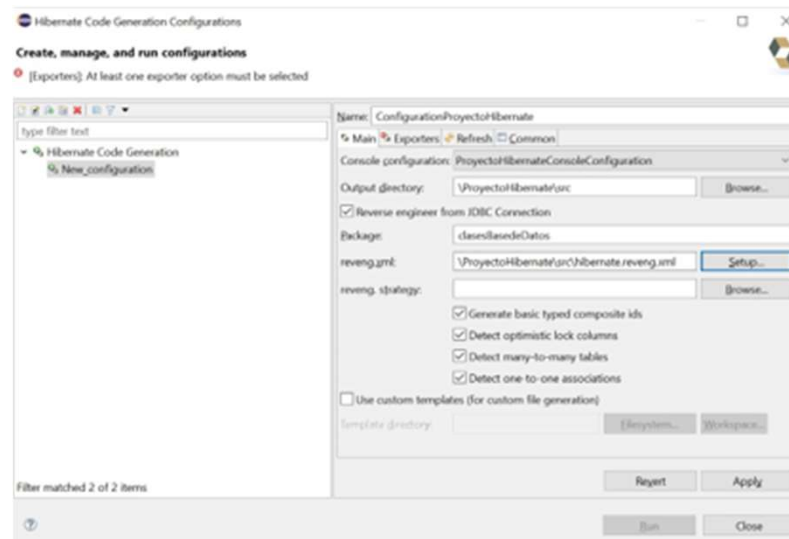 Hibernate Code Generation Configurations
Create, manage, and run configurations
[Exporters]: At least one exporter option must be selected
type filter text
Hibernate Code Generation
New_configuration
Filter matched 2 of 2 items
Name: ConfigurationProyectoHibernate
Main Exporters Refresh Common
Console configuration: ProyectoHibernateConsoleConfiguration
Output directory: \ProyectoHibernate\src Browse...
Reverse engineer from JDBC Connection
Package: clasesBasedeDatos
reveng.xml: \ProyectoHibernate\src\hibernate.reveng.xml Setup...
reveng. strategy: Browse...
Generate basic typed composite ids
Detect optimistic lock columns
Detect many-to-many tables
Detect one-to-one associations
Use custom templates (for custom file generation)
Template directory: Filesystem... Workspace...
Revert Apply
Run Close